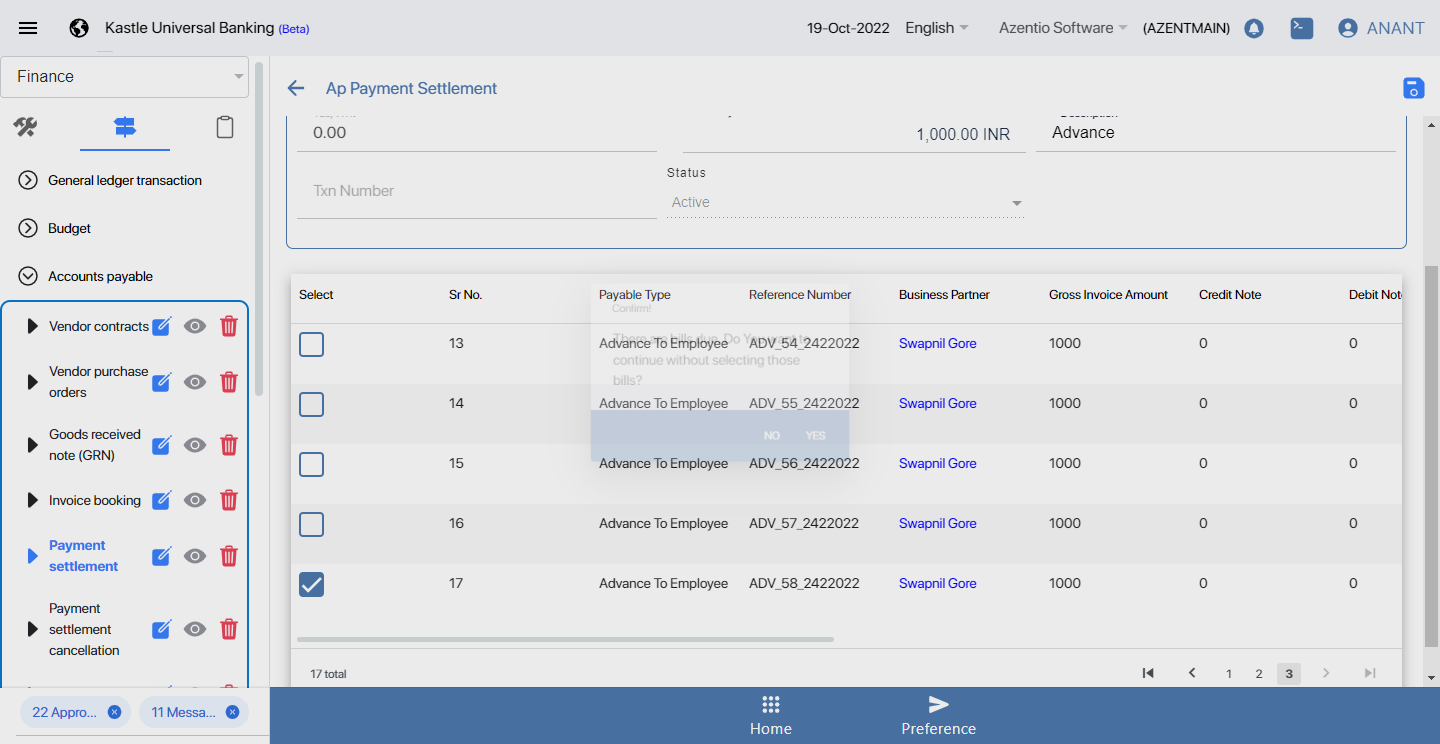 Kastle Universal Banking (Beta)
19-Oct-2022
English
Azentio Software
(AZENTMAIN)
ANANT
Finance
General ledger transaction
Budget
Accounts payable
Vendor contracts
Vendor purchase
orders
Goods received
note (GRN)
Invoice booking
Payment
settlement
Payment
settlement
cancellation
22 Appro...
11 Messa...
Ap Payment Settlement
0.00
1,000.00 INR
Description
Advance
Txn Number
Status
Active
Select Sr No. Payable Type Reference Number Business Partner Gross Invoice Amount Credit Note Debit Not
13 Advance To Employee ADV_54_2422022 Swapnil Gore 1000 0 0
14 Advance To Employee ADV_55_2422022 Swapnil Gore 1000 0 0
15 Advance To Employee ADV_56_2422022 Swapnil Gore 1000 0 0
16 Advance To Employee ADV_57_2422022 Swapnil Gore 1000 0 0
17 Advance To Employee ADV_58_2422022 Swapnil Gore 1000 0 0
Confirm!
There are bills due. Do You want to
continue without selecting those
bills?
NO YES
17 total
1 2 3
Home
Preference